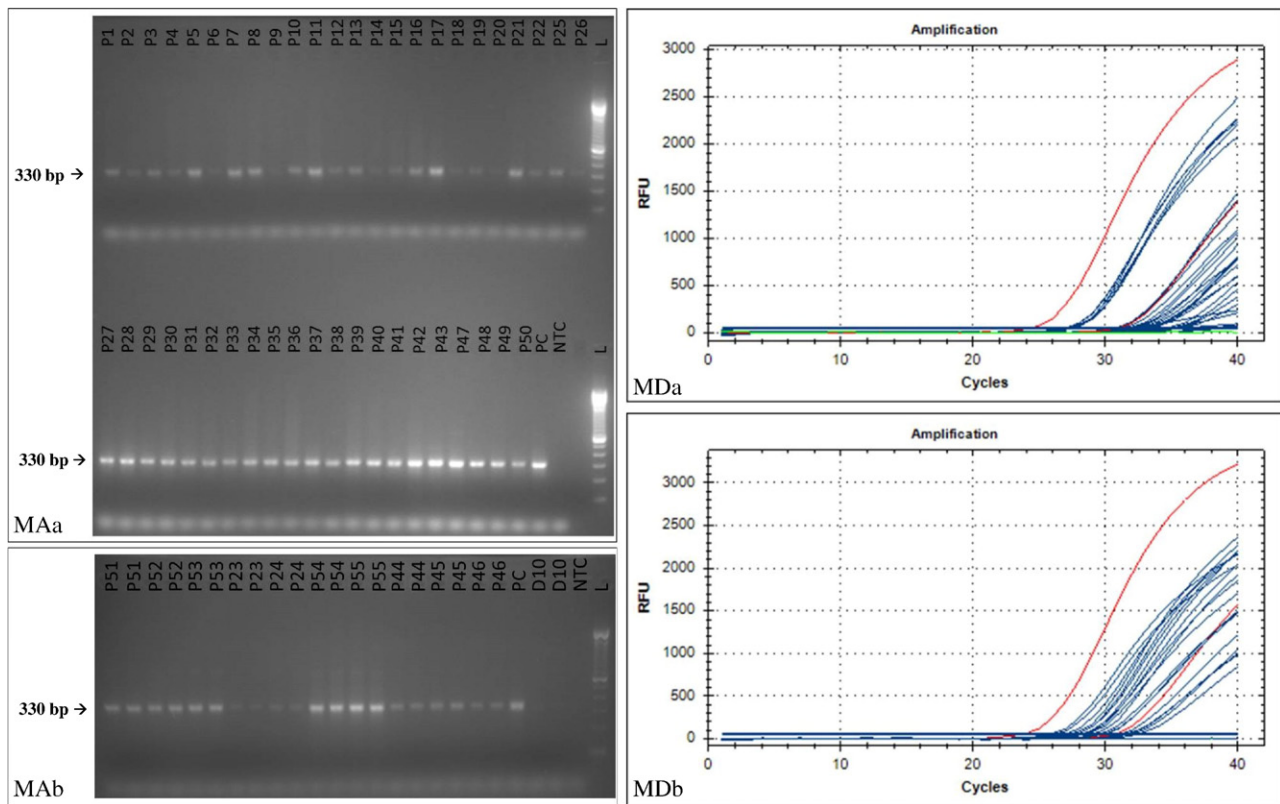 P1 P2 P3 P4 P5 P6 P7 P8 P9 P10 P11 P12 P13 P14 P15 P16 P17 P18 P19 P20 P21 P22 P25 P26 L
330 bp →
P27 P28 P29 P30 P31 P32 P33 P34 P35 P36 P37 P38 P39 P40 P41 P42 P43 P47 P48 P49 P50 PC NTC L
330 bp →
MAa
P51 P51 P52 P52 P53 P53 P23 P23 P24 P24 P54 P54 P55 P55 P44 P44 P45 P45 P46 P46 PC D10 D10 NTC L
330 bp →
MAb
Amplification
3000
2500
2000
1500
1000
500
0
RFU
0 10 20 30 40
Cycles
MDa
Amplification
3000
2500
2000
1500
1000
500
0
RFU
0 10 20 30 40
Cycles
MDb